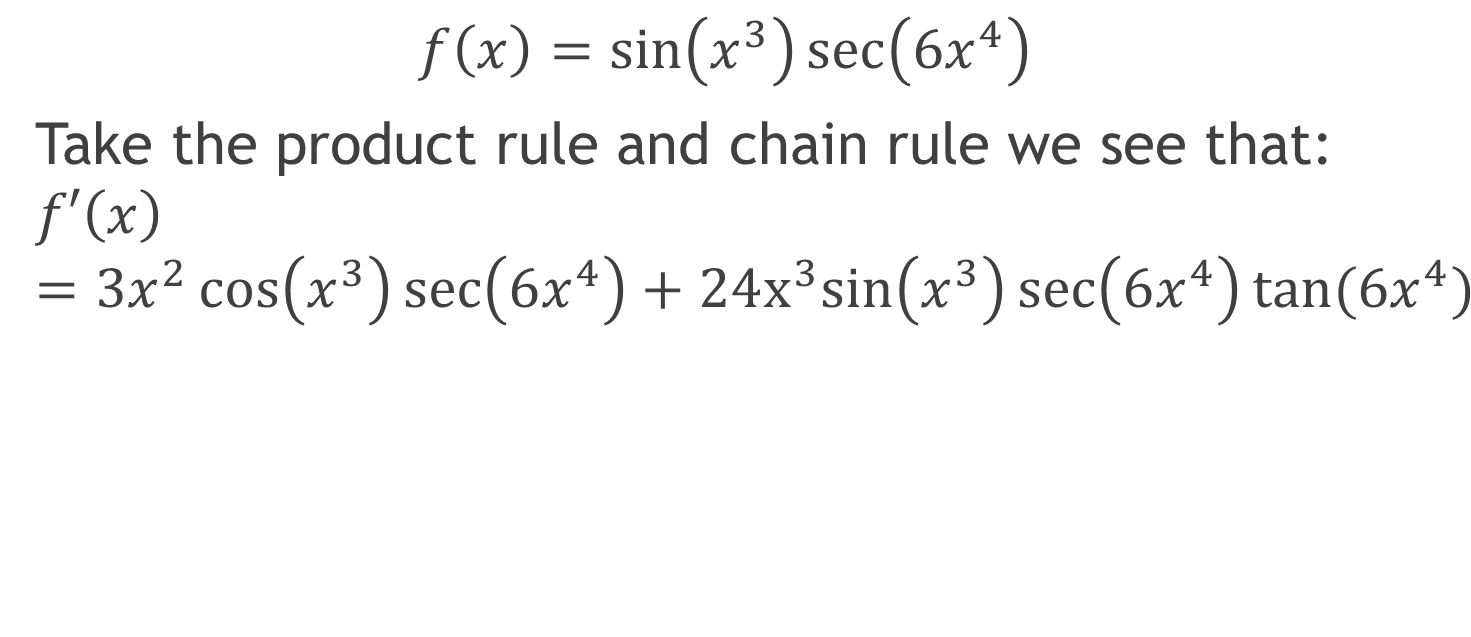 f(x) = sin(x³) sec(6x⁴)
Take the product rule and chain rule we see that:
f′(x)
= 3x² cos(x³) sec(6x⁴) + 24x³sin(x³) sec(6x⁴) tan(6x⁴)